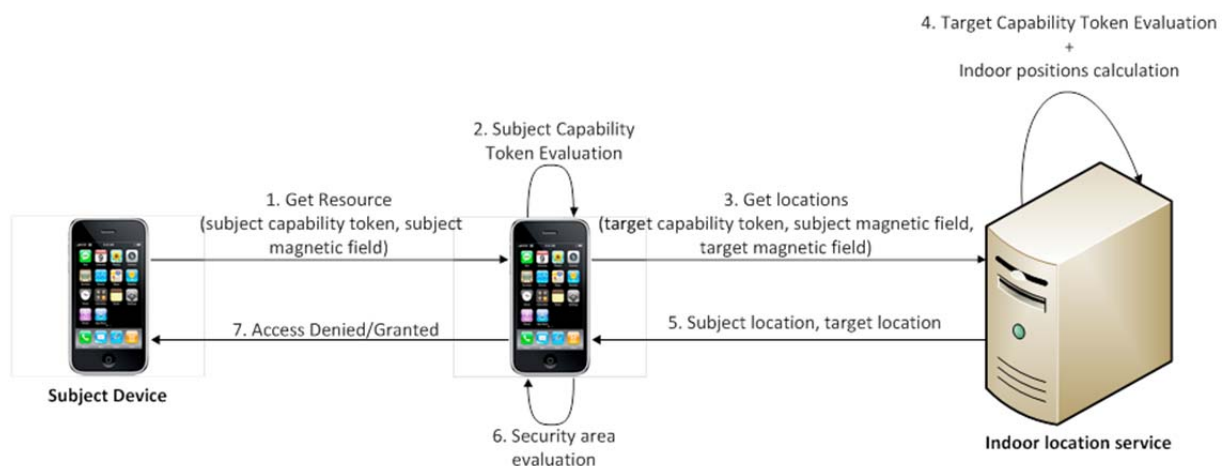 4. Target Capability Token Evaluation
+
Indoor positions calculation
2. Subject Capability
Token Evaluation
1. Get Resource
(subject capability token, subject
magnetic field)
3. Get locations
(target capability token, subject magnetic field,
target magnetic field)
7. Access Denied/Granted
5. Subject location, target location
Subject Device
6. Security area
evaluation
Indoor location service